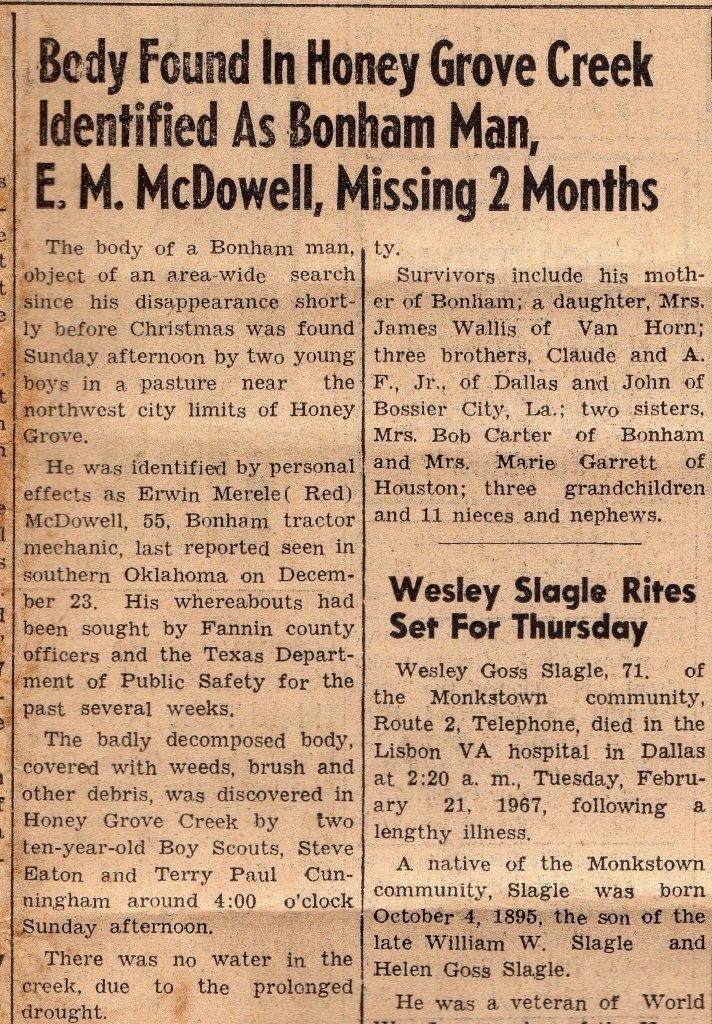 Body Found In Honey Grove Creek
Identified As Bonham Man,
E. M. McDowell, Missing 2 Months
The body of a Bonham man,
object of an area-wide search
since his disappearance short-
ly before Christmas was found
Sunday afternoon by two young
boys in a pasture near the
northwest city limits of Honey
Grove.
He was identified by personal
effects as Erwin Merele( Red)
McDowell, 55, Bonham tractor
mechanic, last reported seen in
southern Oklahoma on Decem-
ber 23. His whereabouts had
been sought by Fannin county
officers and the Texas Depart-
ment of Public Safety for the
past several weeks.
The badly decomposed body,
covered with weeds, brush and
other debris, was discovered in
Honey Grove Creek by two
ten-year-old Boy Scouts, Steve
Eaton and Terry Paul Cun-
ningham around 4:00 o'clock
Sunday afternoon.
There was no water in the
creek, due to the prolonged
drought.
ty.
Survivors include his moth-
er of Bonham; a daughter, Mrs.
James Wallis of Van Horn;
three brothers, Claude and A.
F., Jr., of Dallas and John of
Bossier City, La.; two sisters,
Mrs. Bob Carter of Bonham
and Mrs. Marie Garrett of
Houston; three grandchildren
and 11 nieces and nephews.
Wesley Slagle Rites
Set For Thursday
Wesley Goss Slagle, 71. of
the Monkstown community,
Route 2, Telephone, died in the
Lisbon VA hospital in Dallas
at 2:20 a. m., Tuesday, Febru-
ary 21, 1967, following a
lengthy illness.
A native of the Monkstown
community, Slagle was born
October 4, 1895, the son of the
late William W. Slagle and
Helen Goss Slagle.
He was a veteran of World